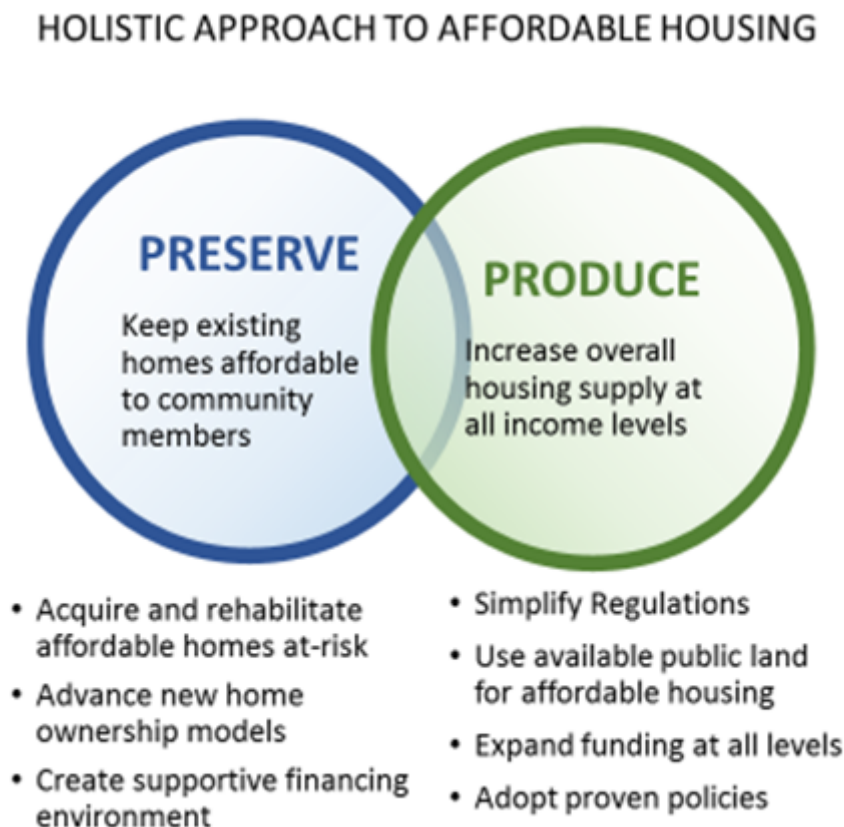 HOLISTIC APPROACH TO AFFORDABLE HOUSING
PRESERVE
Keep existing
homes affordable
to community
members
PRODUCE
Increase overall
housing supply at
all income levels
• Acquire and rehabilitate
affordable homes at-risk
• Advance new home
ownership models
• Create supportive financing
environment
• Simplify Regulations
• Use available public land
for affordable housing
• Expand funding at all levels
• Adopt proven policies